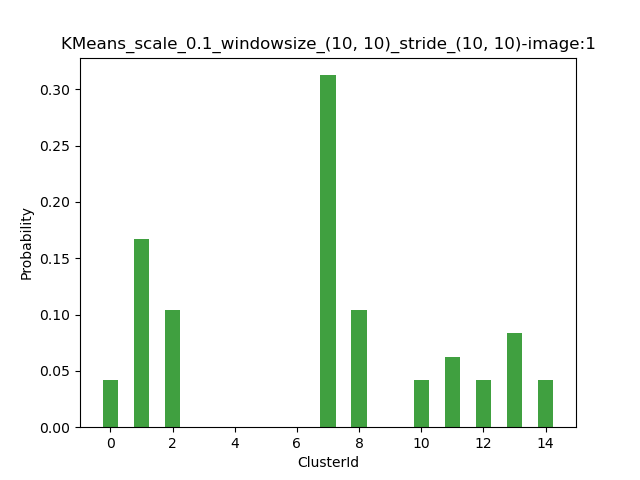 KMeans_scale_0.1_windowsize_(10, 10)_stride_(10, 10)-image:1
0.30
0.25
0.20
0.15
0.10
0.05
0.00
Probability
0 2 4 6 8 10 12 14
ClusterId